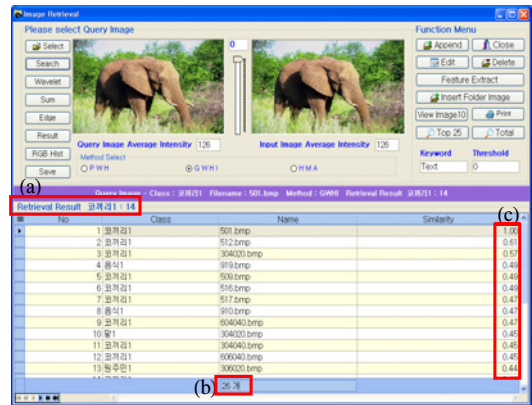 Image Retrieval
Please select Query Image
Function Menu
Select
0
Append
Close
Search
Edit
Delete
Wavelet
Feature Extract
Sum
Insert Folder Image
Edge
View Image10
Print
Result
Top 25
Total
Query Image Average Intensity 126
Input Image Average Intensity 126
RGB Hist
Method Select
Keyword
Threshold
Save
P W H
G W H I
H M A
Text
0
(a)
Query Image - Class : 코끼리1 Filename : 501.bmp Method : GWHI Retrieval Result 코끼리1 : 14
Retrieval Result 코끼리1 : 14
(c)
No Class Name Similarity
1 코끼리1 501.bmp 1.00
2 코끼리1 512.bmp 0.61
3 코끼리1 304020.bmp 0.57
4 음식1 919.bmp 0.49
5 코끼리1 509.bmp 0.49
6 코끼리1 516.bmp 0.49
7 코끼리1 517.bmp 0.47
8 음식1 910.bmp 0.47
9 코끼리1 604040.bmp 0.47
10 말1 504020.bmp 0.45
11 코끼리1 304040.bmp 0.45
12 코끼리1 606040.bmp 0.45
13 원주민1 306020.bmp 0.44
(b)
26 개